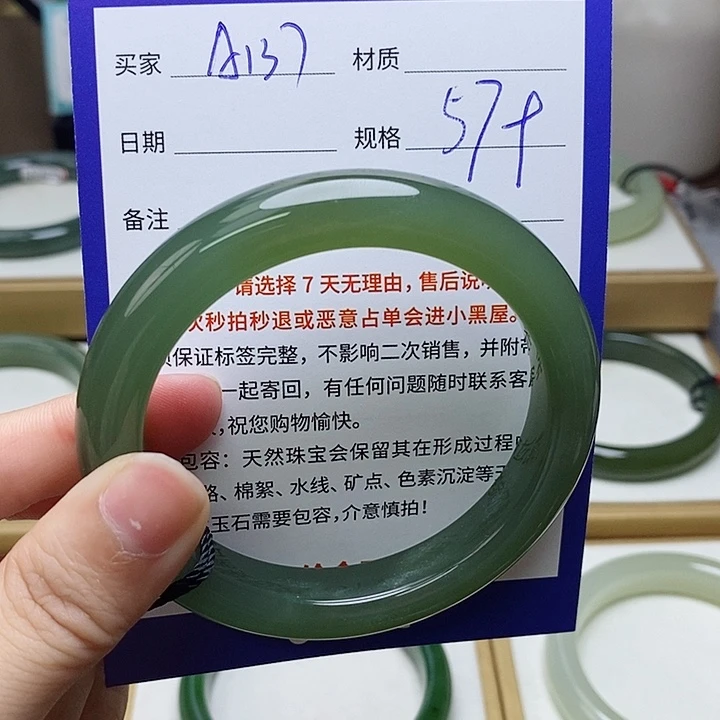 买家 A137 材质
日期 规格 57+
备注
请选择7天无理由，售后说
秒拍秒退或恶意占单会进小黑屋。
保证标签完整，不影响二次销售，并附
一起寄回，有任何问题随时联系客
，祝您购物愉快。
包容：天然珠宝会保留其在形成过程
、棉絮、水线、矿点、色素沉淀等
玉石需要包容，介意慎拍！